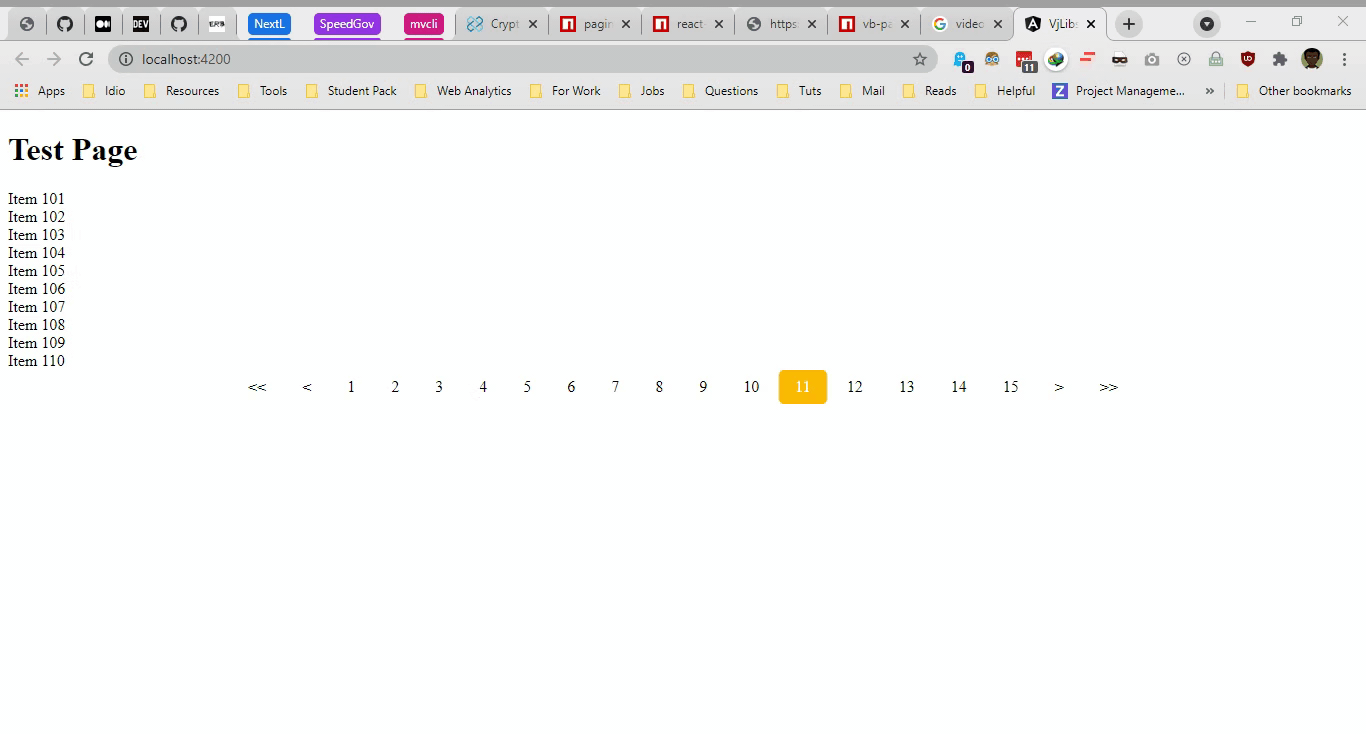 DEV NextL SpeedGov mvcli Crypt pagin react- https: vb-pa video VjLib
localhost:4200 0 11
Apps Idio Resources Tools Student Pack Web Analytics For Work Jobs Questions Tuts Mail Reads Helpful Z Project Manageme... » Other bookmarks
Test Page
Item 101
Item 102
Item 103
Item 104
Item 105
Item 106
Item 107
Item 108
Item 109
Item 110
<< < 1 2 3 4 5 6 7 8 9 10 11 12 13 14 15 > >>